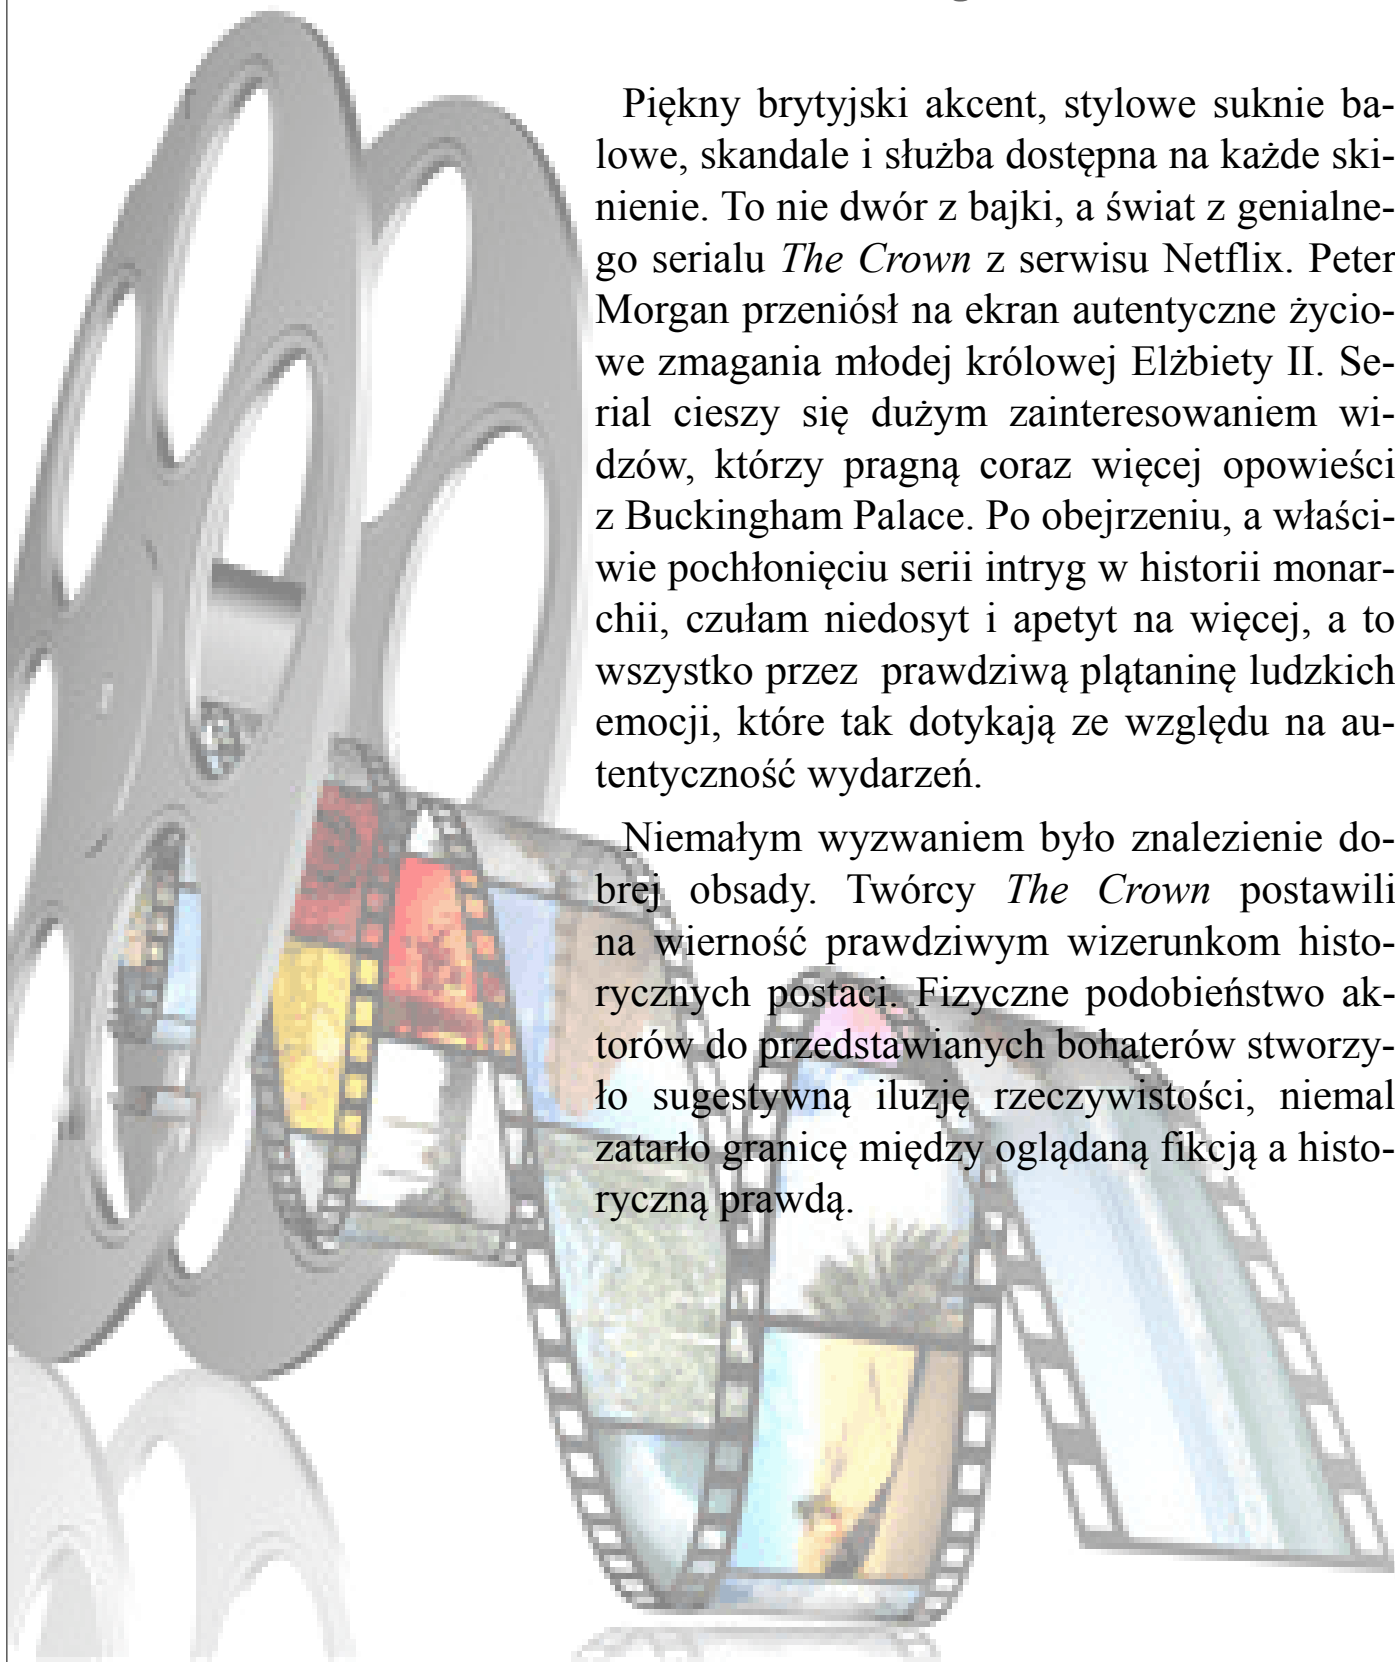 Piękny brytyjski akcent, stylowe suknie ba-
lowe, skandale i służba dostępna na każde ski-
nienie. To nie dwór z bajki, a świat z genialne-
go serialu The Crown z serwisu Netflix. Peter
Morgan przeniósł na ekran autentyczne życio-
we zmagania młodej królowej Elżbiety II. Se-
rial cieszy się dużym zainteresowaniem wi-
dzów, którzy pragną coraz więcej opowieści
z Buckingham Palace. Po obejrzeniu, a właści-
wie pochłonięciu serii intryg w historii monar-
chii, czułam niedosyt i apetyt na więcej, a to
wszystko przez  prawdziwą plątaninę ludzkich
emocji, które tak dotykają ze względu na au-
tentyczność wydarzeń.
Niemałym wyzwaniem było znalezienie do-
brej obsady. Twórcy The Crown postawili
na wierność prawdziwym wizerunkom histo-
rycznych postaci. Fizyczne podobieństwo ak-
torów do przedstawianych bohaterów stworzy-
ło sugestywną iluzję rzeczywistości, niemal
zatarło granicę między oglądaną fikcją a histo-
ryczną prawdą.